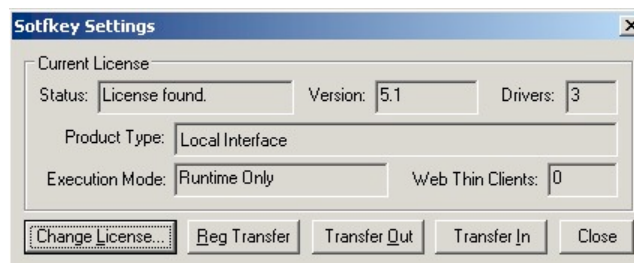 Sotfkey Settings
Current License
Status: License found. Version: 5.1 Drivers: 3
Product Type: Local Interface
Execution Mode: Runtime Only Web Thin Clients: 0
Change License... Reg Transfer Transfer Out Transfer In Close